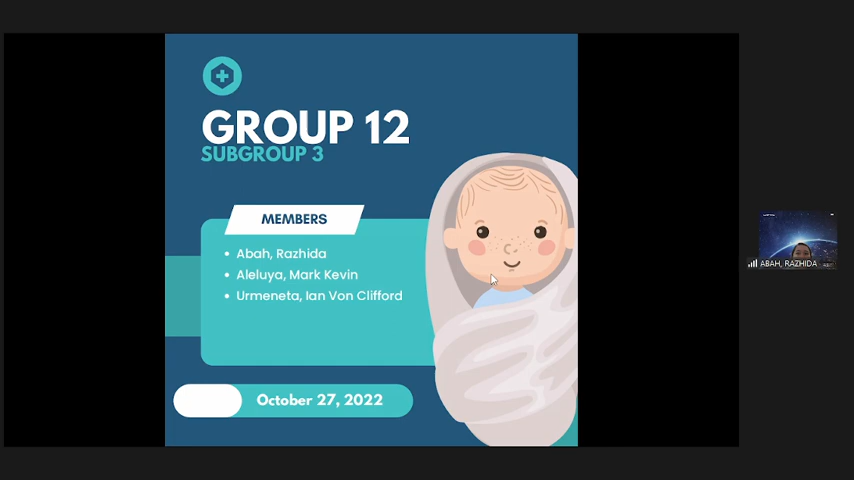 GROUP 12
SUBGROUP 3
MEMBERS
• Abah, Razhida
• Aleluya, Mark Kevin
• Urmeneta, Ian Von Clifford
October 27, 2022
ABAH, RAZHIDA